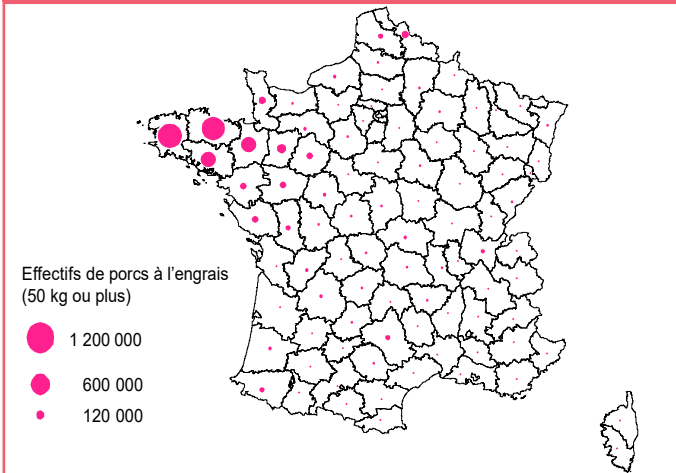 Effectifs de porcs à l'engrais
(50 kg ou plus)
1 200 000
600 000
120 000